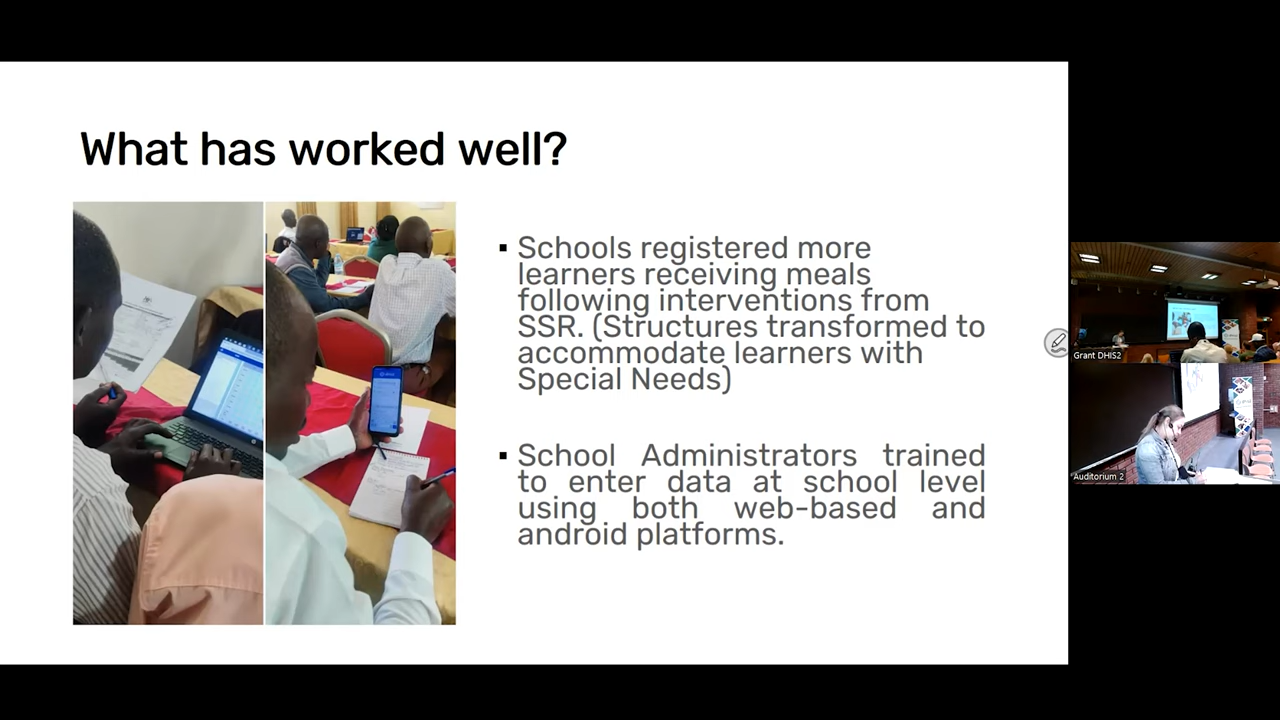 What has worked well?
▪ Schools registered more
learners receiving meals
following interventions from
SSR. (Structures transformed to
accommodate learners with
Special Needs)
▪ School Administrators trained
to enter data at school level
using both web-based and
android platforms.
Grant DHIS2
Auditorium 2